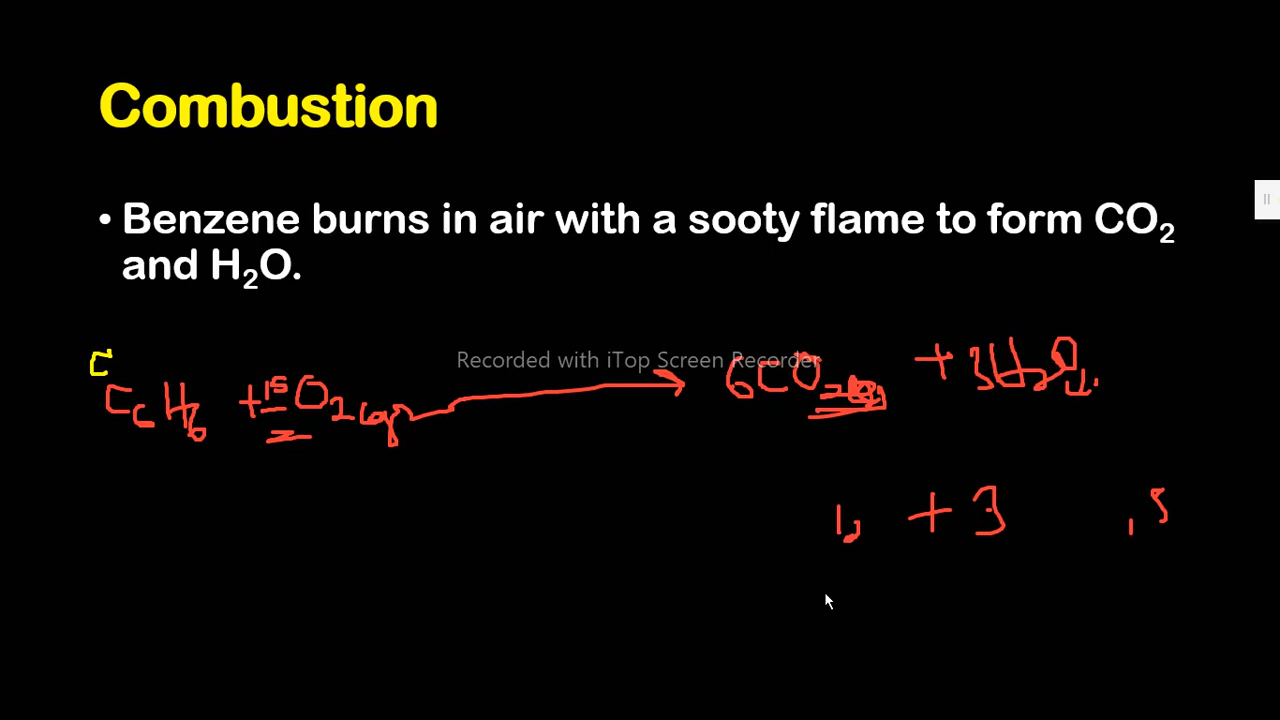 Combustion
• Benzene burns in air with a sooty flame to form CO₂
and H₂O.
Recorded with iTop Screen Recorder
C
C₆H₆ + 15/2 O₂(g) → 6CO₂(g) + 3H₂O
+ 3